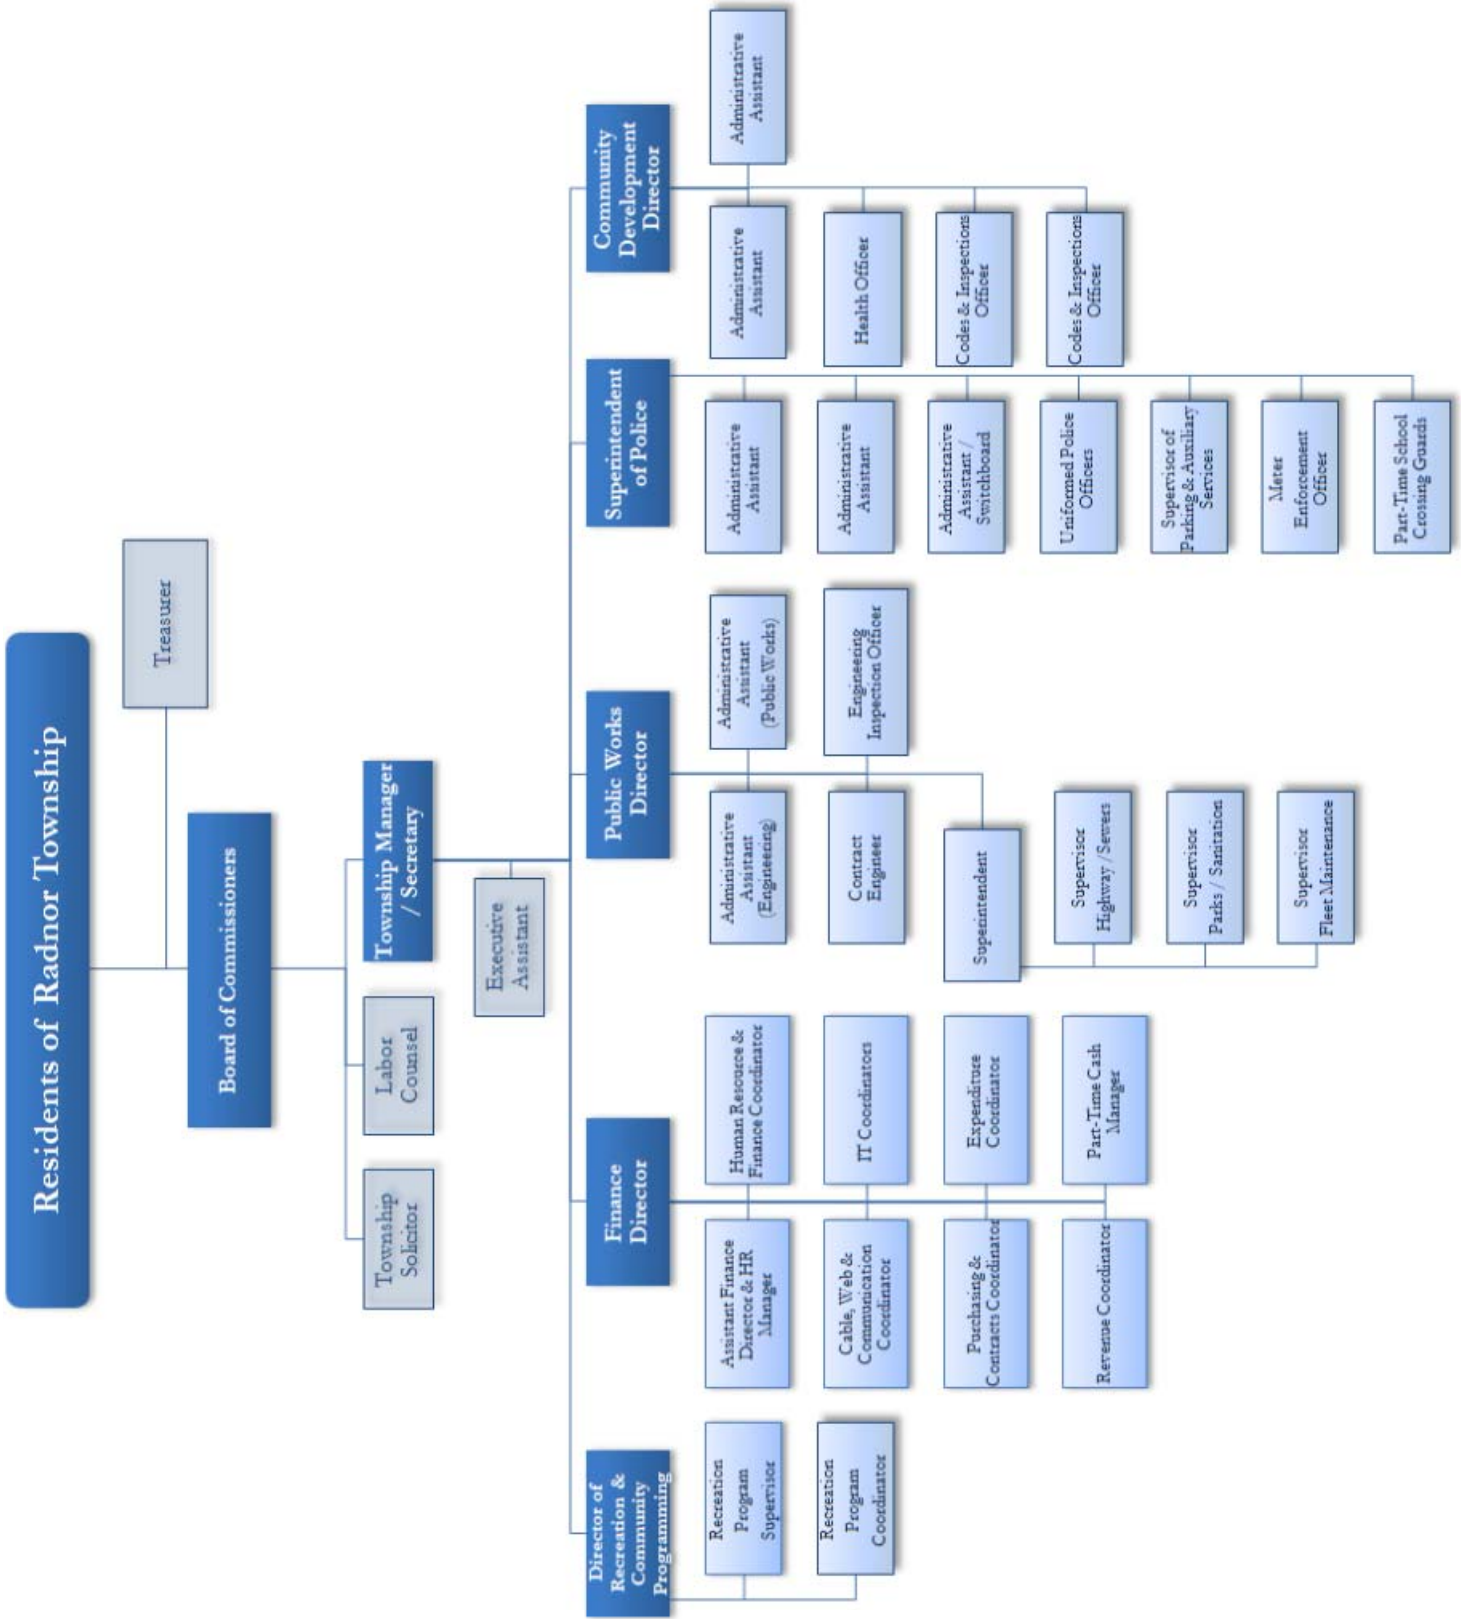 Residents of Radnor Township
Treasurer
Board of Commissioners
Township
Solicitor
Labor
Counsel
Township Manager
/ Secretary
Executive
Assistant
Director of
Recreation &
Community
Programming
Finance
Director
Public Works
Director
Superintendent
of Police
Community
Development
Director
Recreation
Program
Supervisor
Recreation
Program
Coordinator
Assistant Finance
Director & HR
Manager
Human Resource &
Finance Coordinator
Cable, Web &
Communication
Coordinator
IT Coordinators
Purchasing &
Contracts Coordinator
Expenditure
Coordinator
Revenue Coordinator
Part-Time Cash
Manager
Administrative
Assistant
(Engineering)
Administrative
Assistant
(Public Works)
Contract
Engineer
Engineering
Inspection Officer
Superintendent
Supervisor
Highway /Sewers
Supervisor
Parks / Sanitation
Supervisor
Fleet Maintenance
Administrative
Assistant
Administrative
Assistant
Administrative
Assistant /
Switchboard
Uniformed Police
Officers
Supervisor of
Parking & Auxiliary
Services
Meter
Enforcement
Officer
Part-Time School
Crossing Guards
Administrative
Assistant
Administrative
Assistant
Health Officer
Codes & Inspections
Officer
Codes & Inspections
Officer